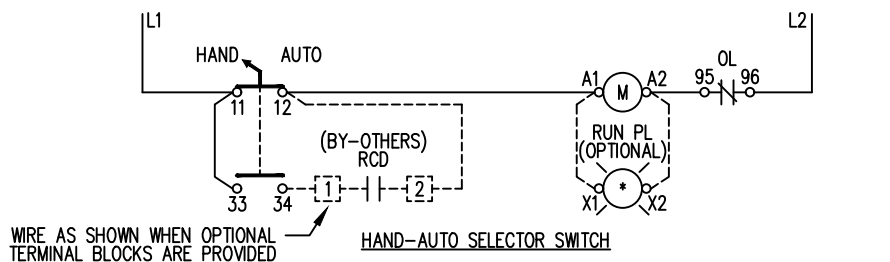 L1
L2
HAND
AUTO
OL
A1
A2
95
96
11
12
M
(BY-OTHERS)
RCD
RUN PL
(OPTIONAL)
1
2
*
33
34
X1
X2
WIRE AS SHOWN WHEN OPTIONAL
TERMINAL BLOCKS ARE PROVIDED
HAND-AUTO SELECTOR SWITCH